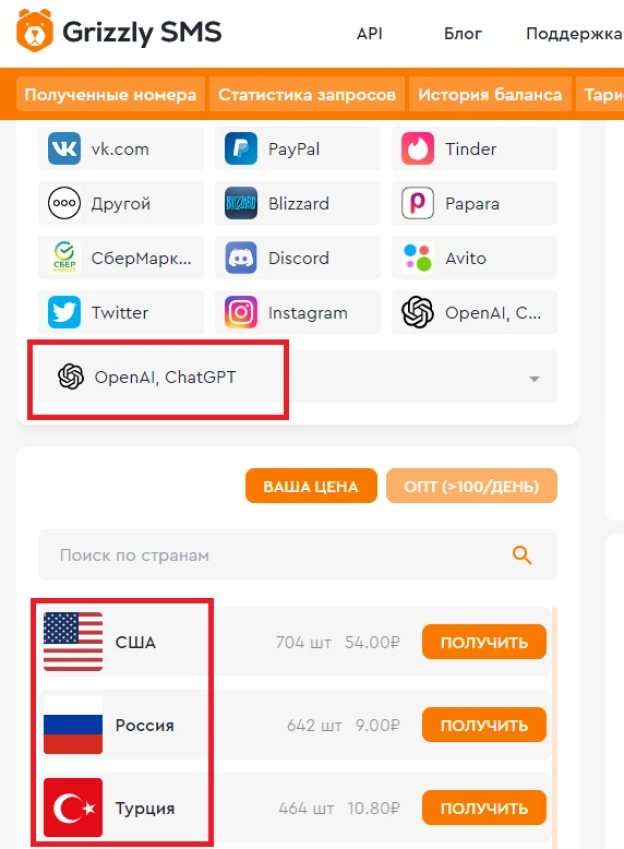 Grizzly SMS API Блог Поддержка
Полученные номера Статистика запросов История баланса Тари
vk.com PayPal Tinder
Другой Blizzard Papara
СберМарк... Discord Avito
Twitter Instagram OpenAI, C...
OpenAI, ChatGPT
ВАША ЦЕНА ОПТ (>100/ДЕНЬ)
Поиск по странам
США 704 шт 54.00₽ ПОЛУЧИТЬ
Россия 642 шт 9.00₽ ПОЛУЧИТЬ
Турция 464 шт 10.80₽ ПОЛУЧИТЬ